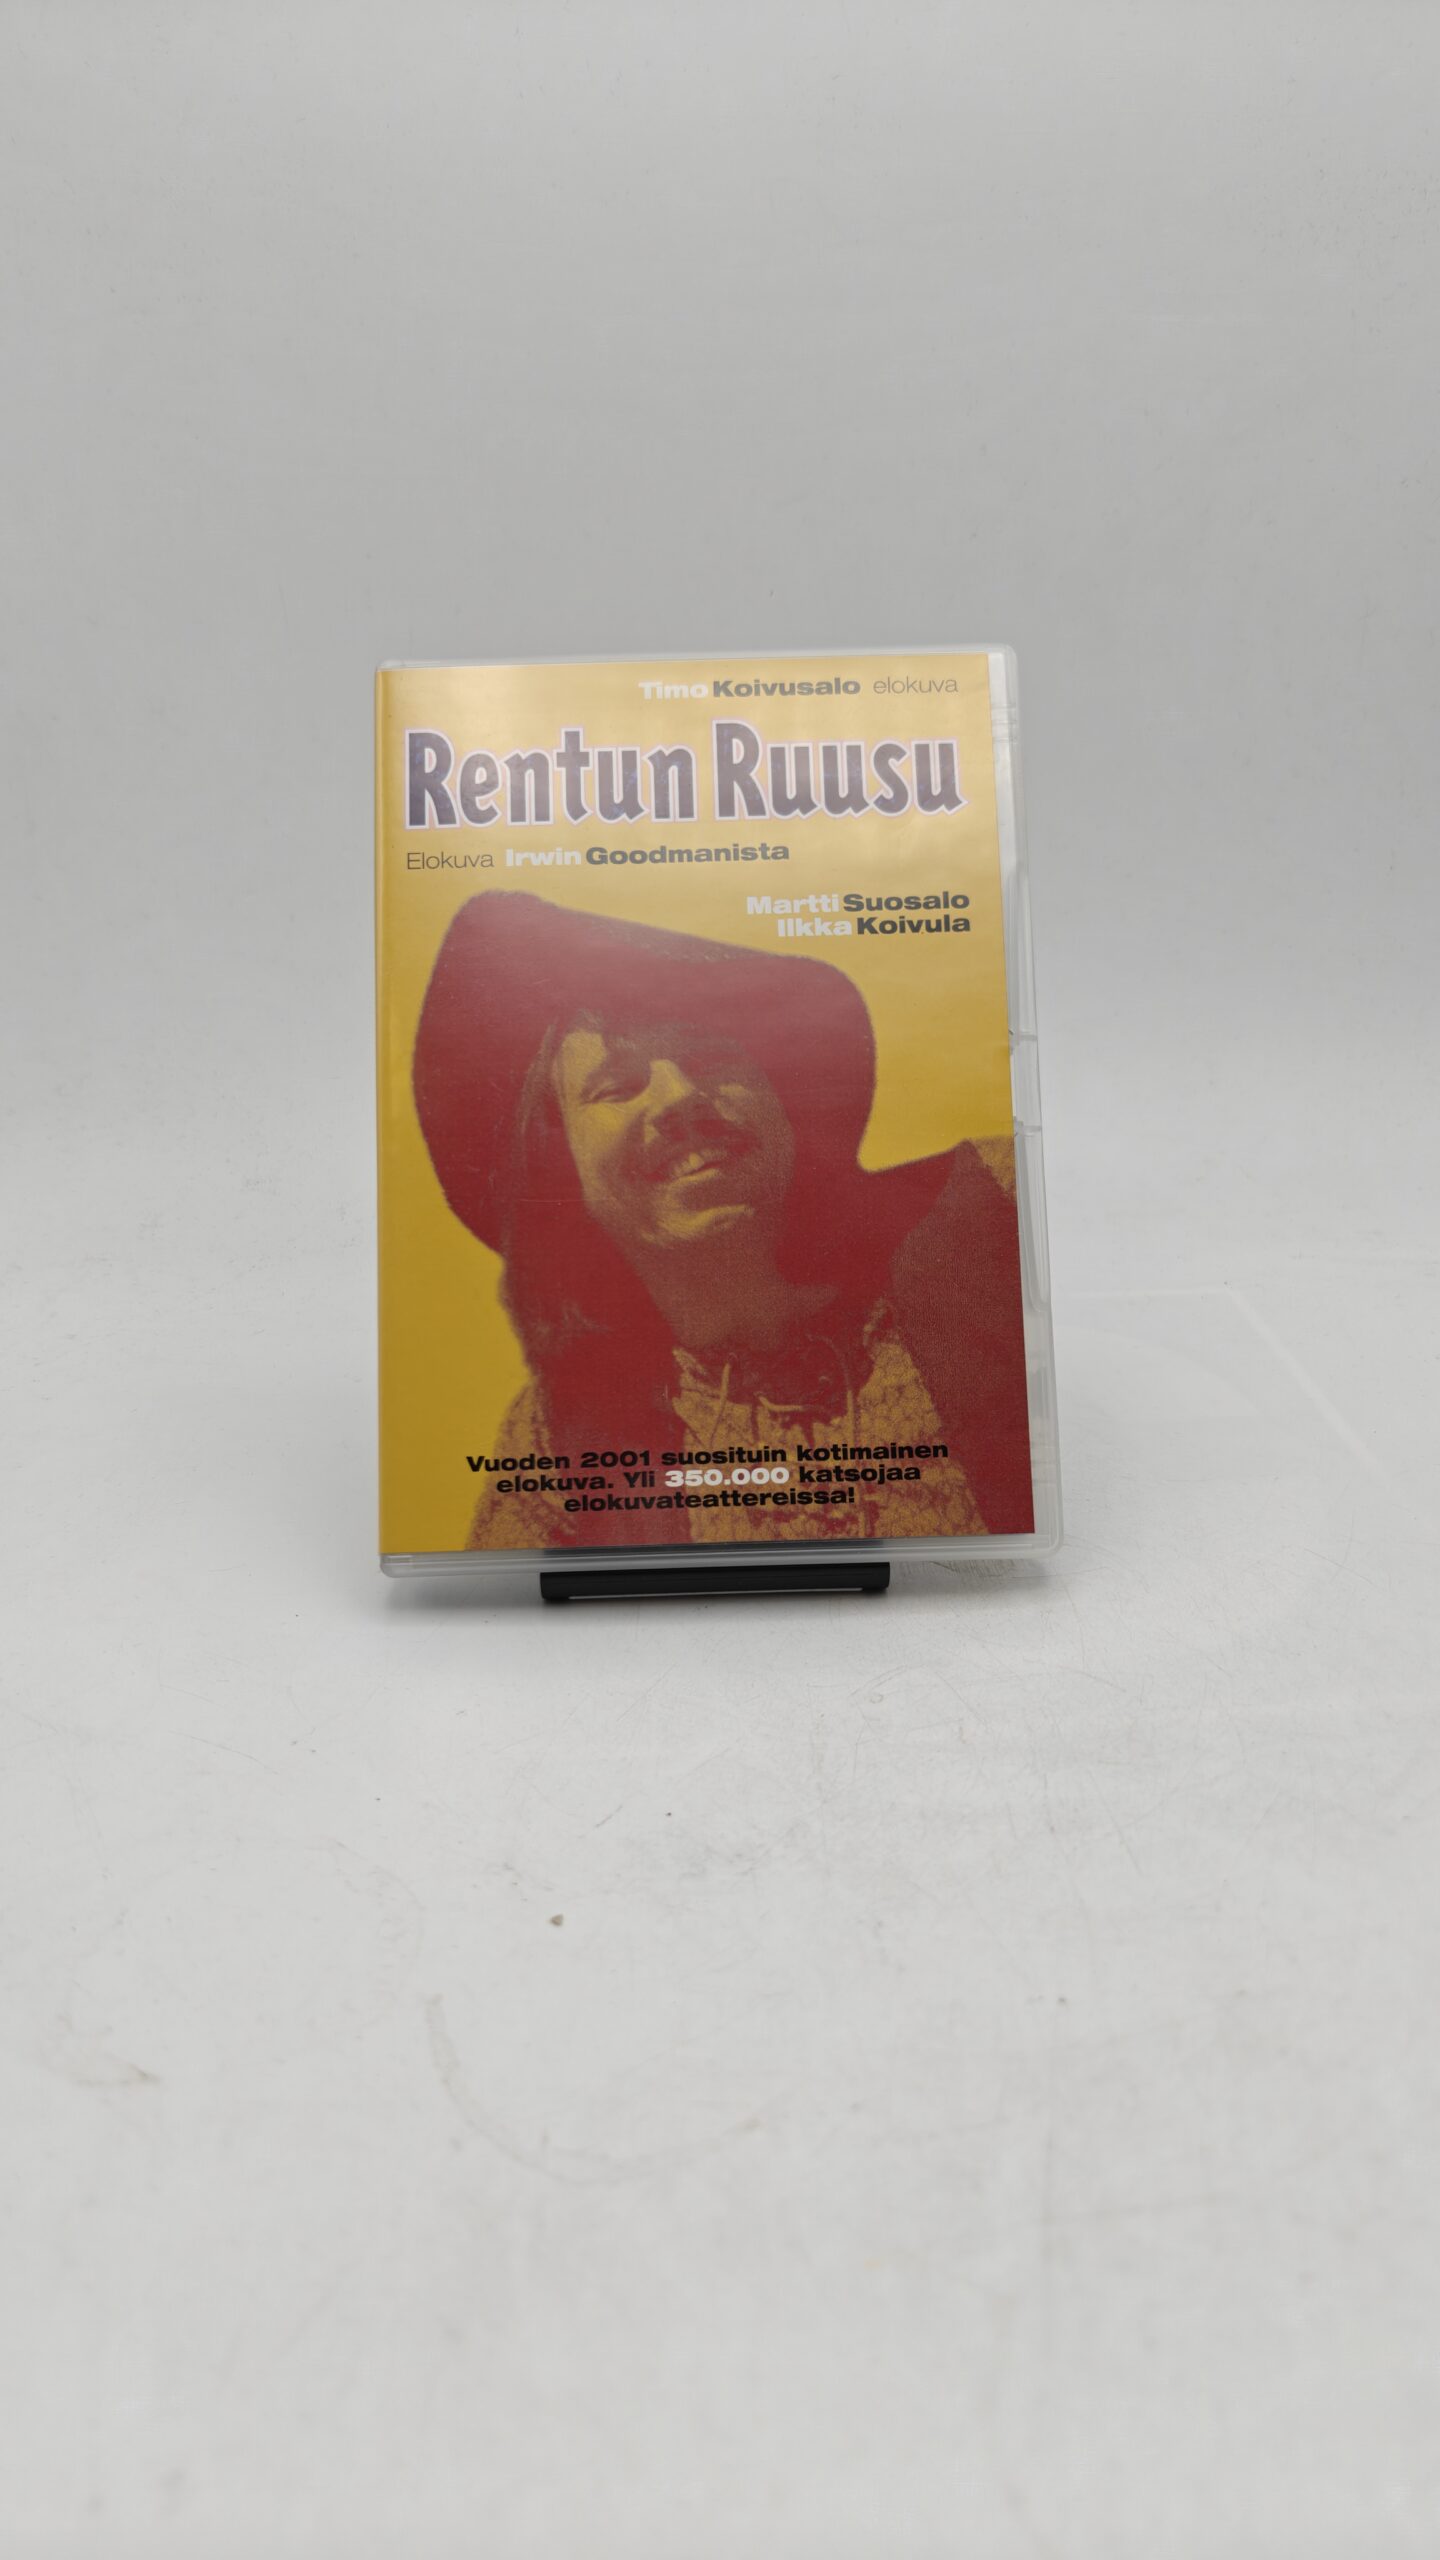 Timo Koivusalo elokuva
Rentun Ruusu
Elokuva Irwin Goodmanista
Martti Suosalo
Ilkka Koivula
Vuoden 2001 suosituin kotimainen
elokuva. Yli 350.000 katsojaa
elokuvateattereissa!